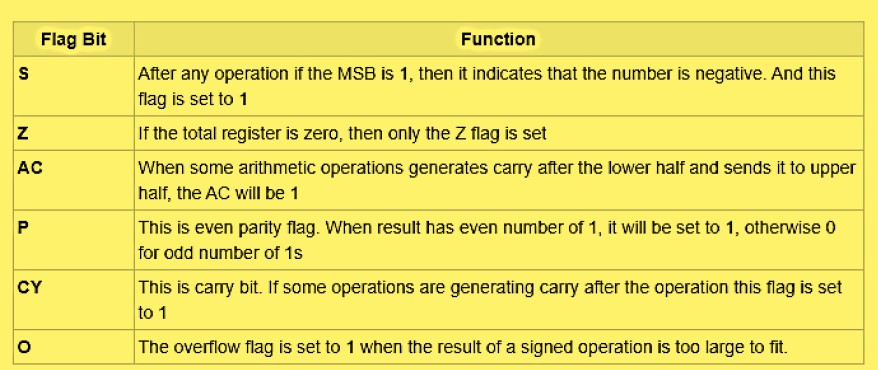 Flag Bit Function
S After any operation if the MSB is 1, then it indicates that the number is negative. And this
flag is set to 1
Z If the total register is zero, then only the Z flag is set
AC When some arithmetic operations generates carry after the lower half and sends it to upper
half, the AC will be 1
P This is even parity flag. When result has even number of 1, it will be set to 1, otherwise 0
for odd number of 1s
CY This is carry bit. If some operations are generating carry after the operation this flag is set
to 1
O The overflow flag is set to 1 when the result of a signed operation is too large to fit.